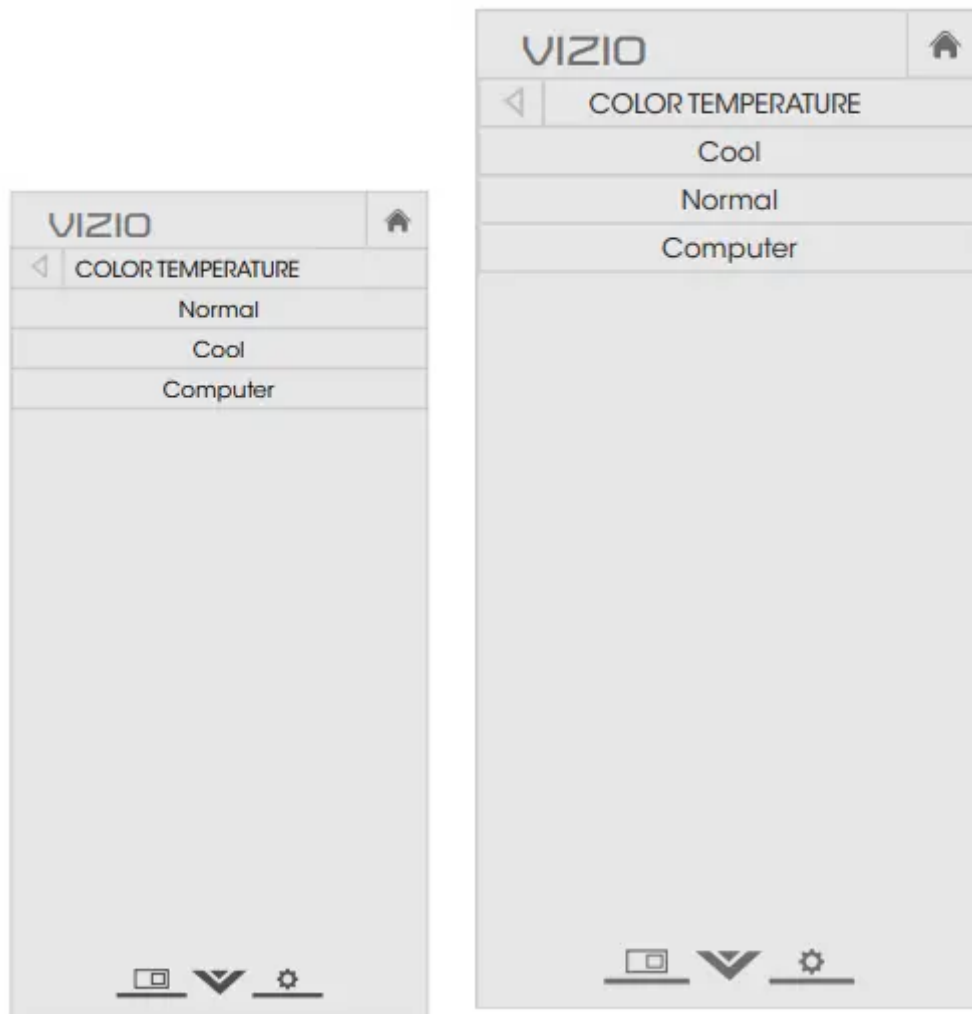 VIZIO
COLOR TEMPERATURE
Normal
Cool
Computer
VIZIO
COLOR TEMPERATURE
Cool
Normal
Computer